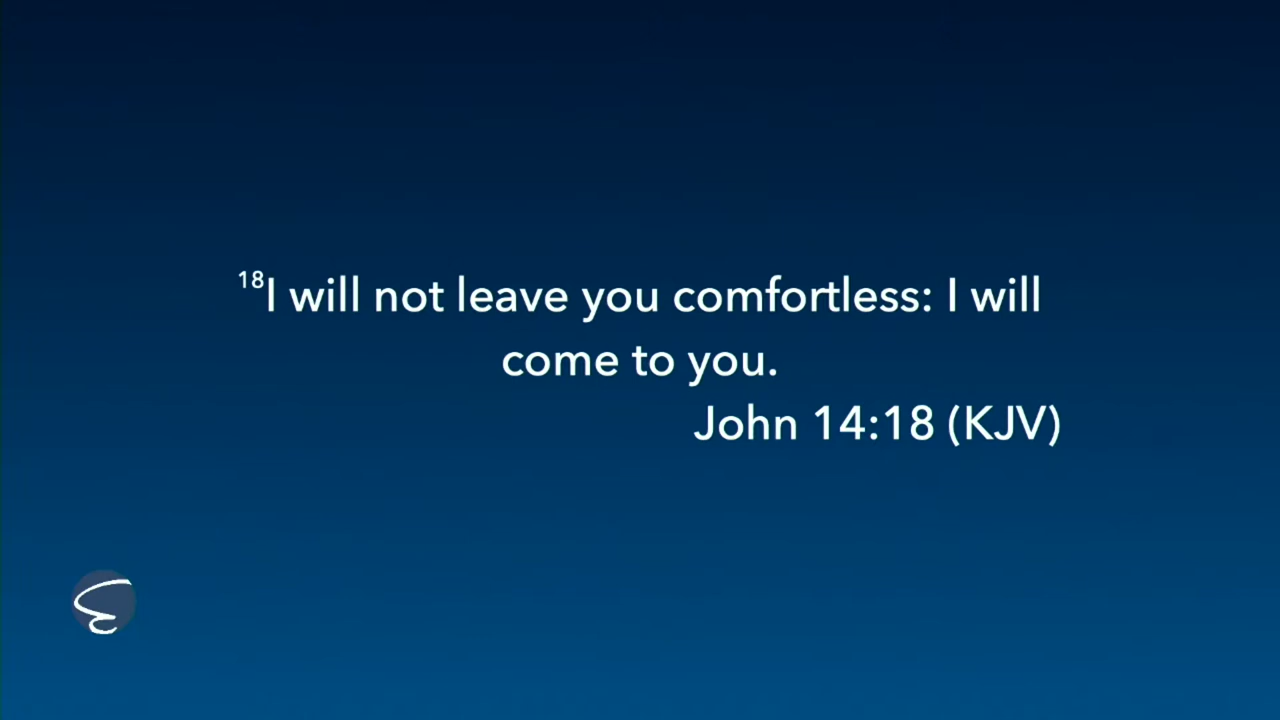 ¹⁸I will not leave you comfortless: I will
come to you.
John 14:18 (KJV)